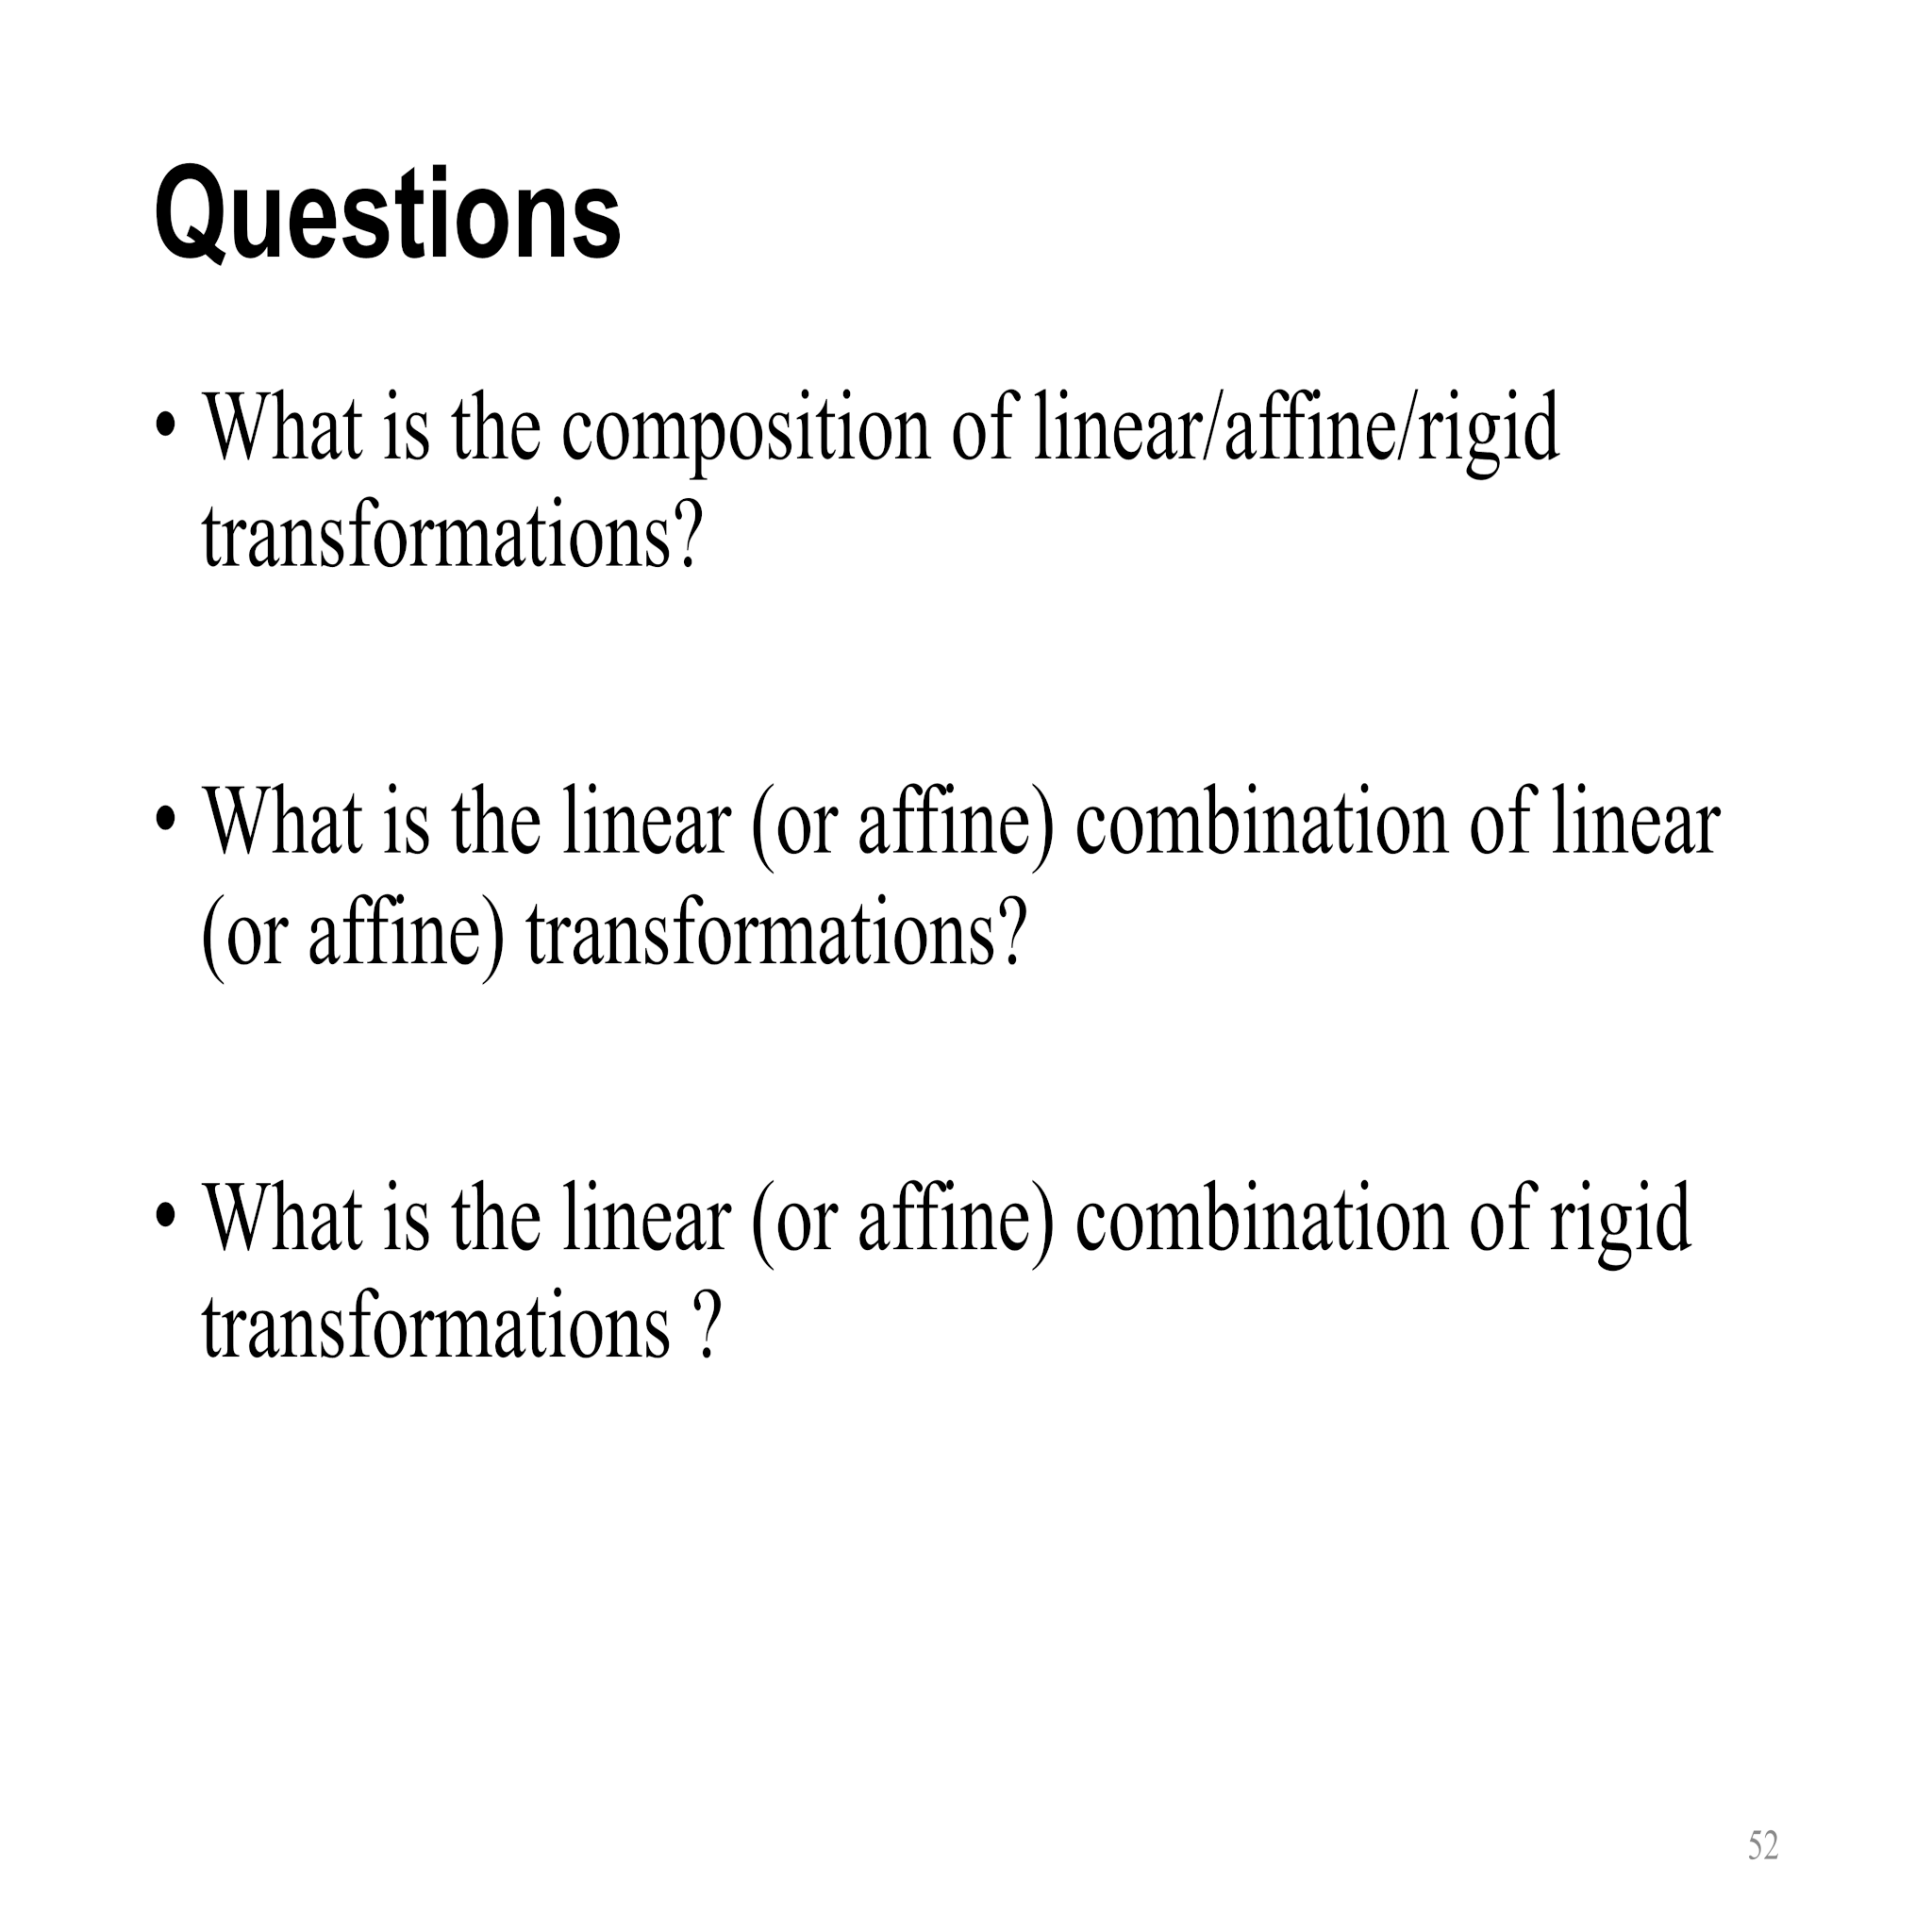 Questions
• What is the composition of linear/affine/rigid
transformations?
• What is the linear (or affine) combination of linear
(or affine) transformations?
• What is the linear (or affine) combination of rigid
transformations ?
52